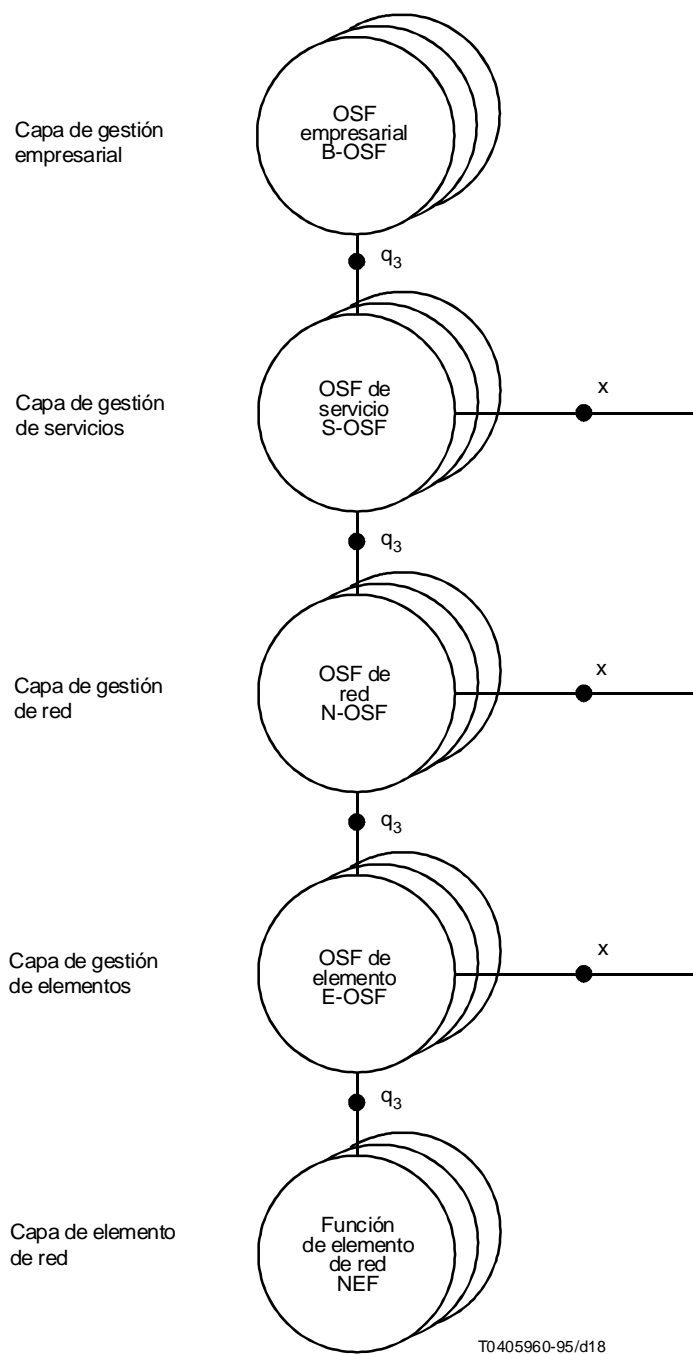 Capa de gestión
empresarial
OSF
empresarial
B-OSF
q3
Capa de gestión
de servicios
OSF de
servicio
S-OSF
x
q3
Capa de gestión
de red
OSF de
red
N-OSF
x
q3
Capa de gestión
de elementos
OSF de
elemento
E-OSF
x
q3
Capa de elemento
de red
Función
de elemento
de red
NEF
T0405960-95/d18